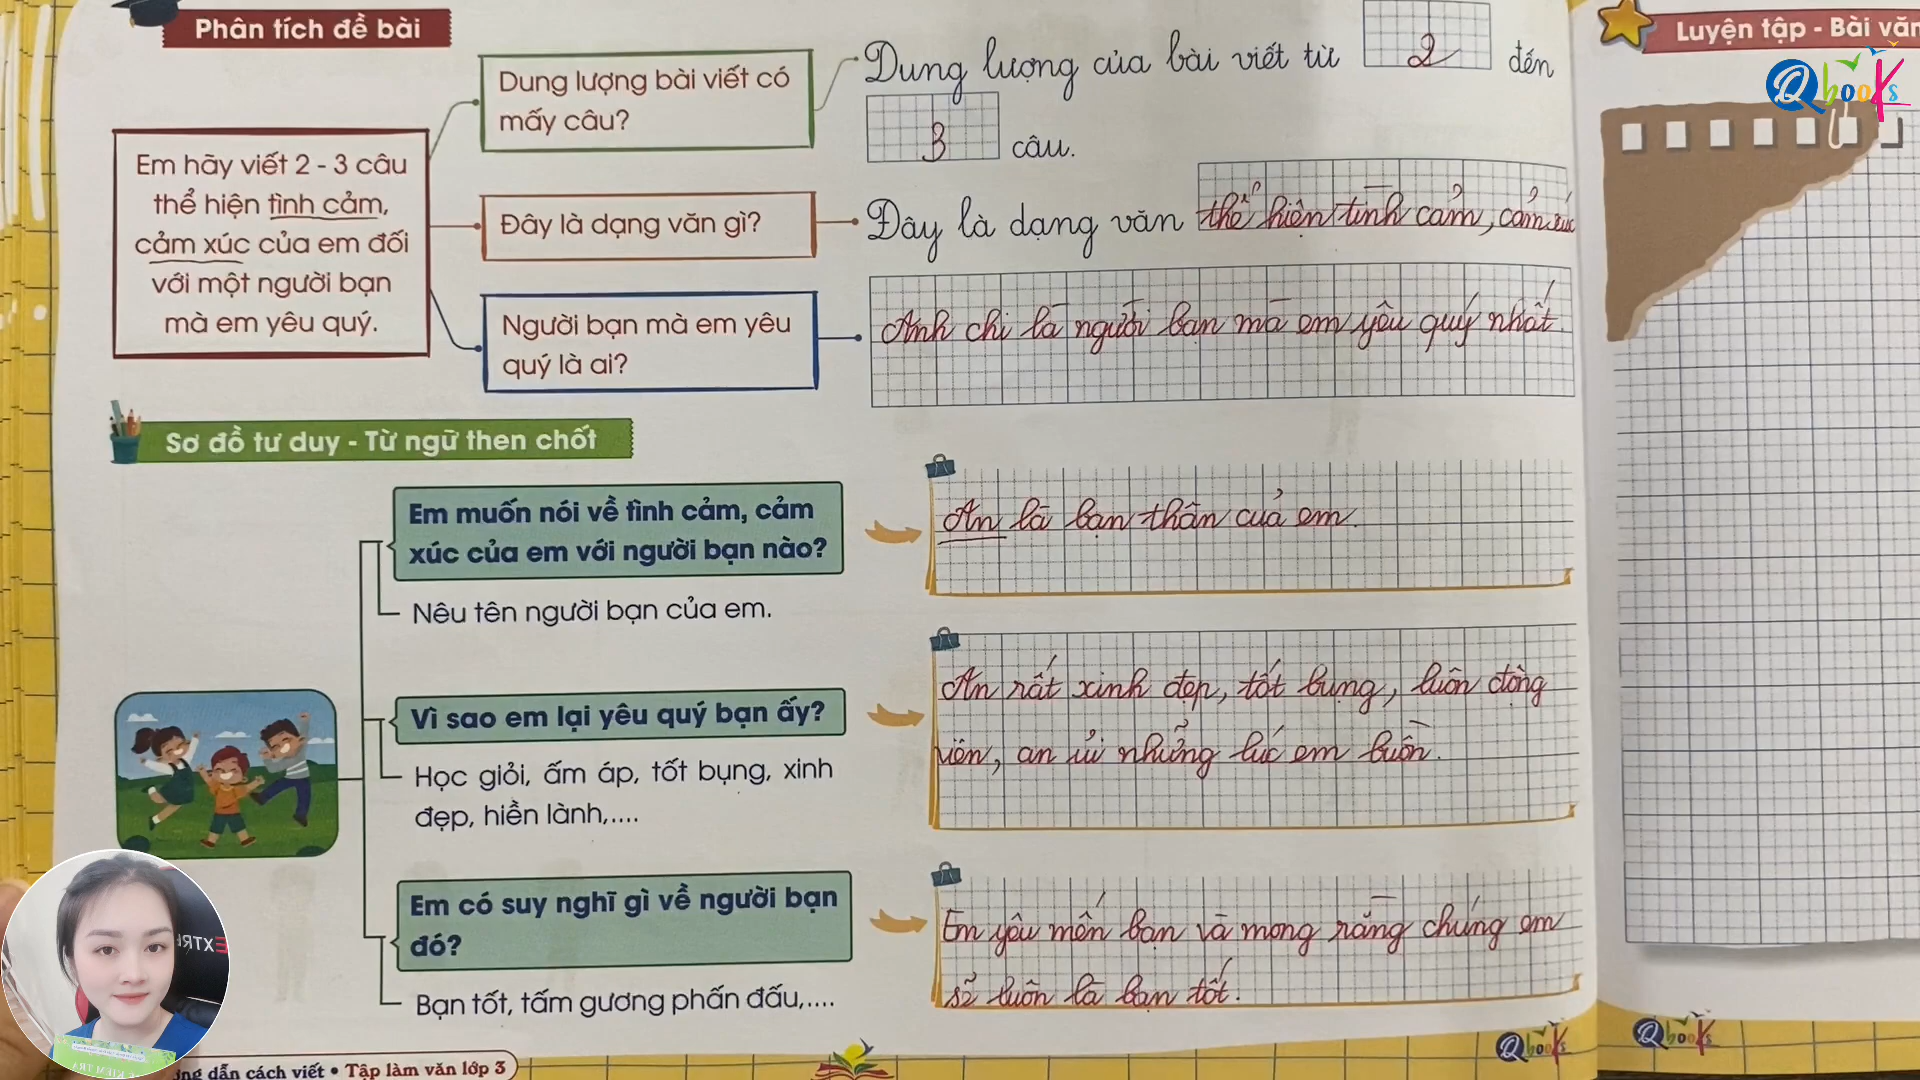 Phân tích đề bài
Em hãy viết 2 - 3 câu
thể hiện tình cảm,
cảm xúc của em đối
với một người bạn
mà em yêu quý.
Dung lượng bài viết có
mấy câu?
Dung lượng của bài viết từ 2 đến
3 câu.
Đây là dạng văn gì?
Đây là dạng văn thể hiện tình cảm, cảm xúc
Người bạn mà em yêu
quý là ai?
Anh chi là người bạn mà em yêu quý nhất.
Sơ đồ tư duy - Từ ngữ then chốt
Em muốn nói về tình cảm, cảm
xúc của em với người bạn nào?
Nêu tên người bạn của em.
An là bạn thân của em.
Vì sao em lại yêu quý bạn ấy?
Học giỏi, ấm áp, tốt bụng, xinh
đẹp, hiền lành,....
An rất xinh đẹp, tốt bụng, luôn động
viên, an ủi những lúc em buồn.
Em có suy nghĩ gì về người bạn
đó?
Bạn tốt, tấm gương phấn đấu,....
Em yêu mến bạn và mong rằng chúng em
sẽ luôn là bạn tốt.
dẫn cách viết • Tập làm văn lớp 3
Qbooks
Luyện tập - Bài văn
Qbooks
Qbooks